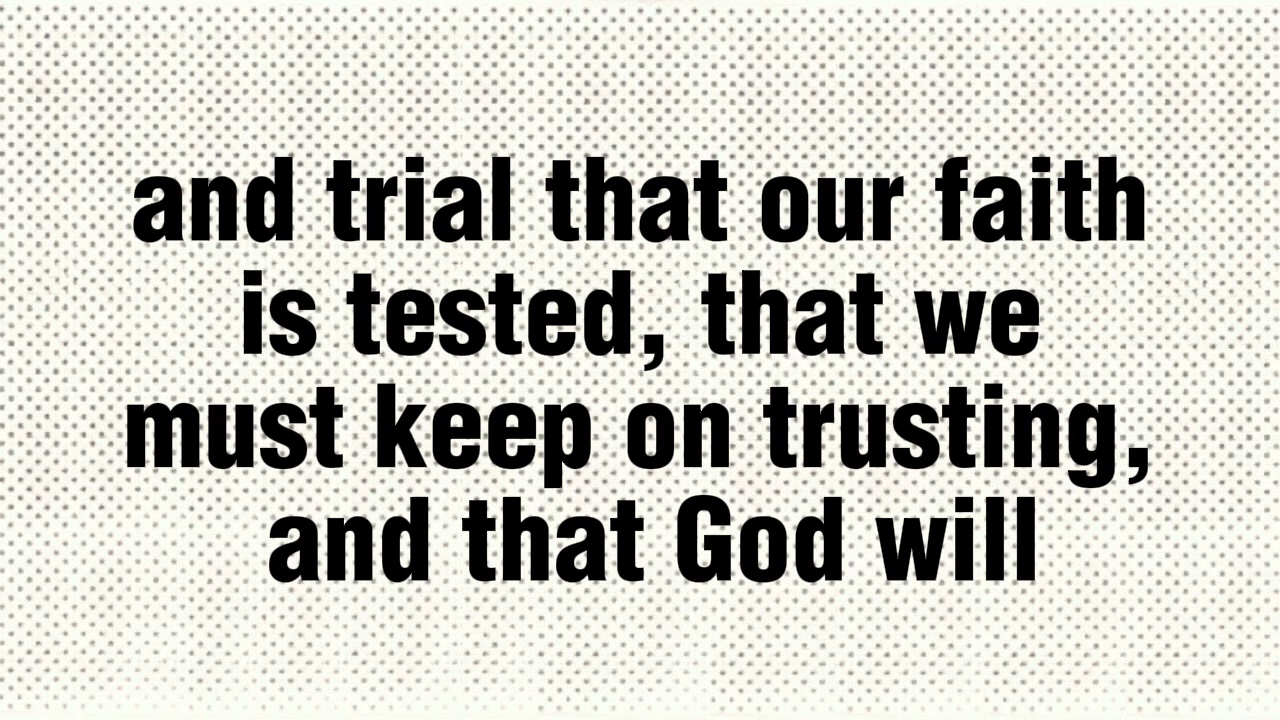 and trial that our faith
is tested, that we
must keep on trusting,
and that God will